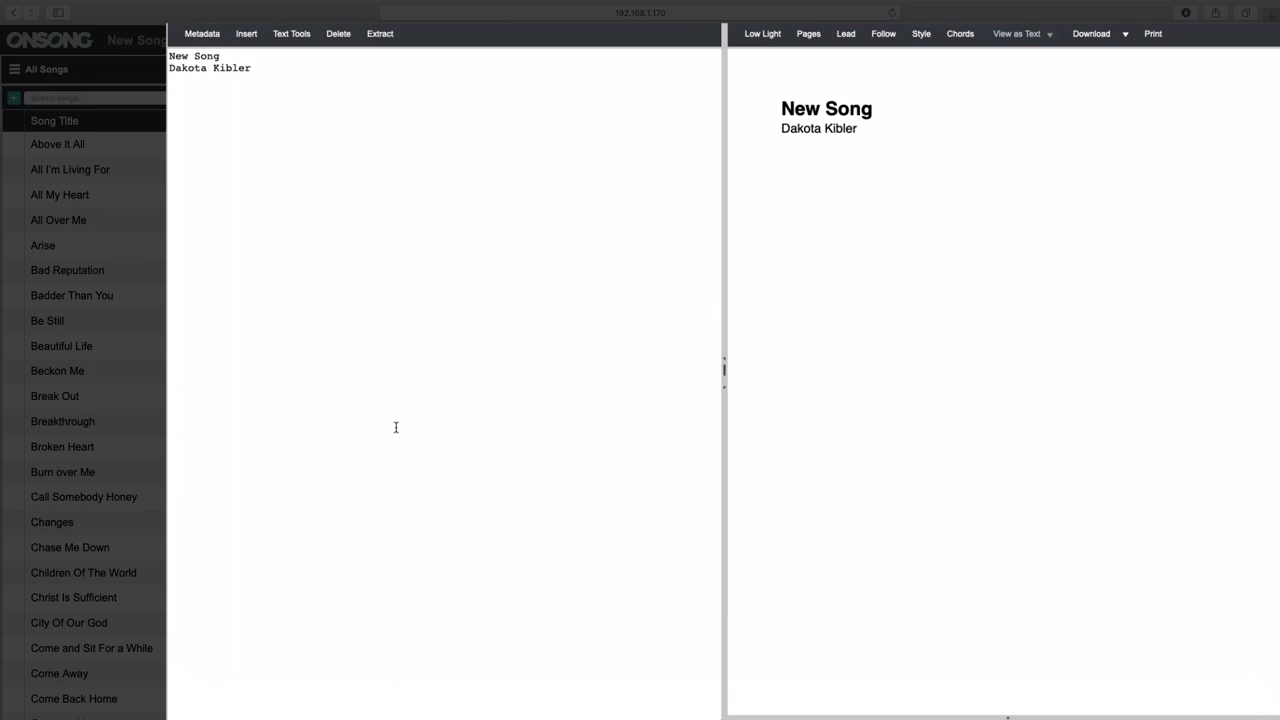 192.168.1.170
ONSONG
New Song
All Songs
Search songs
Song Title
Above It All
All I'm Living For
All My Heart
All Over Me
Arise
Bad Reputation
Badder Than You
Be Still
Beautiful Life
Beckon Me
Break Out
Breakthrough
Broken Heart
Burn over Me
Call Somebody Honey
Changes
Chase Me Down
Children Of The World
Christ Is Sufficient
City Of Our God
Come and Sit For a While
Come Away
Come Back Home
Metadata Insert Text Tools Delete Extract
New Song
Dakota Kibler
Low Light Pages Lead Follow Style Chords View as Text Download Print
New Song
Dakota Kibler